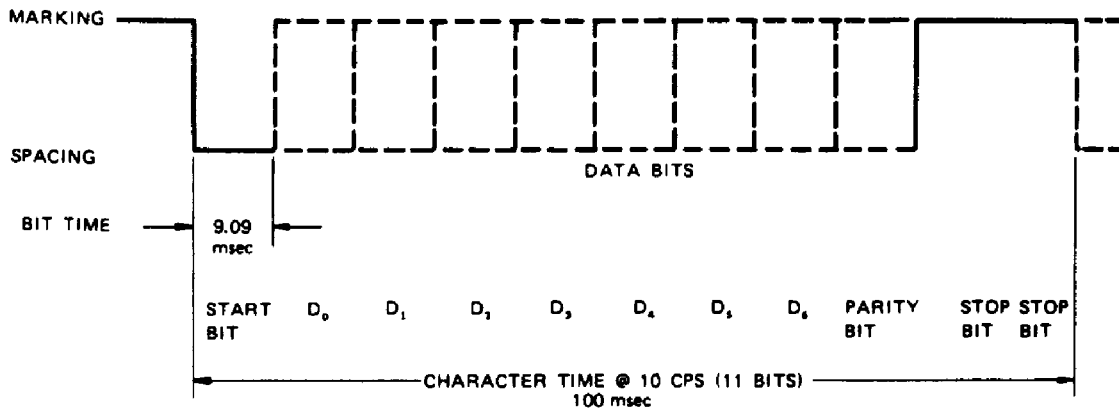 MARKING
SPACING
DATA BITS
BIT TIME
9.09
msec
START
BIT
D₀
D₁
D₂
D₃
D₄
D₅
D₆
PARITY
BIT
STOP
BIT
STOP
BIT
CHARACTER TIME @ 10 CPS (11 BITS)
100 msec